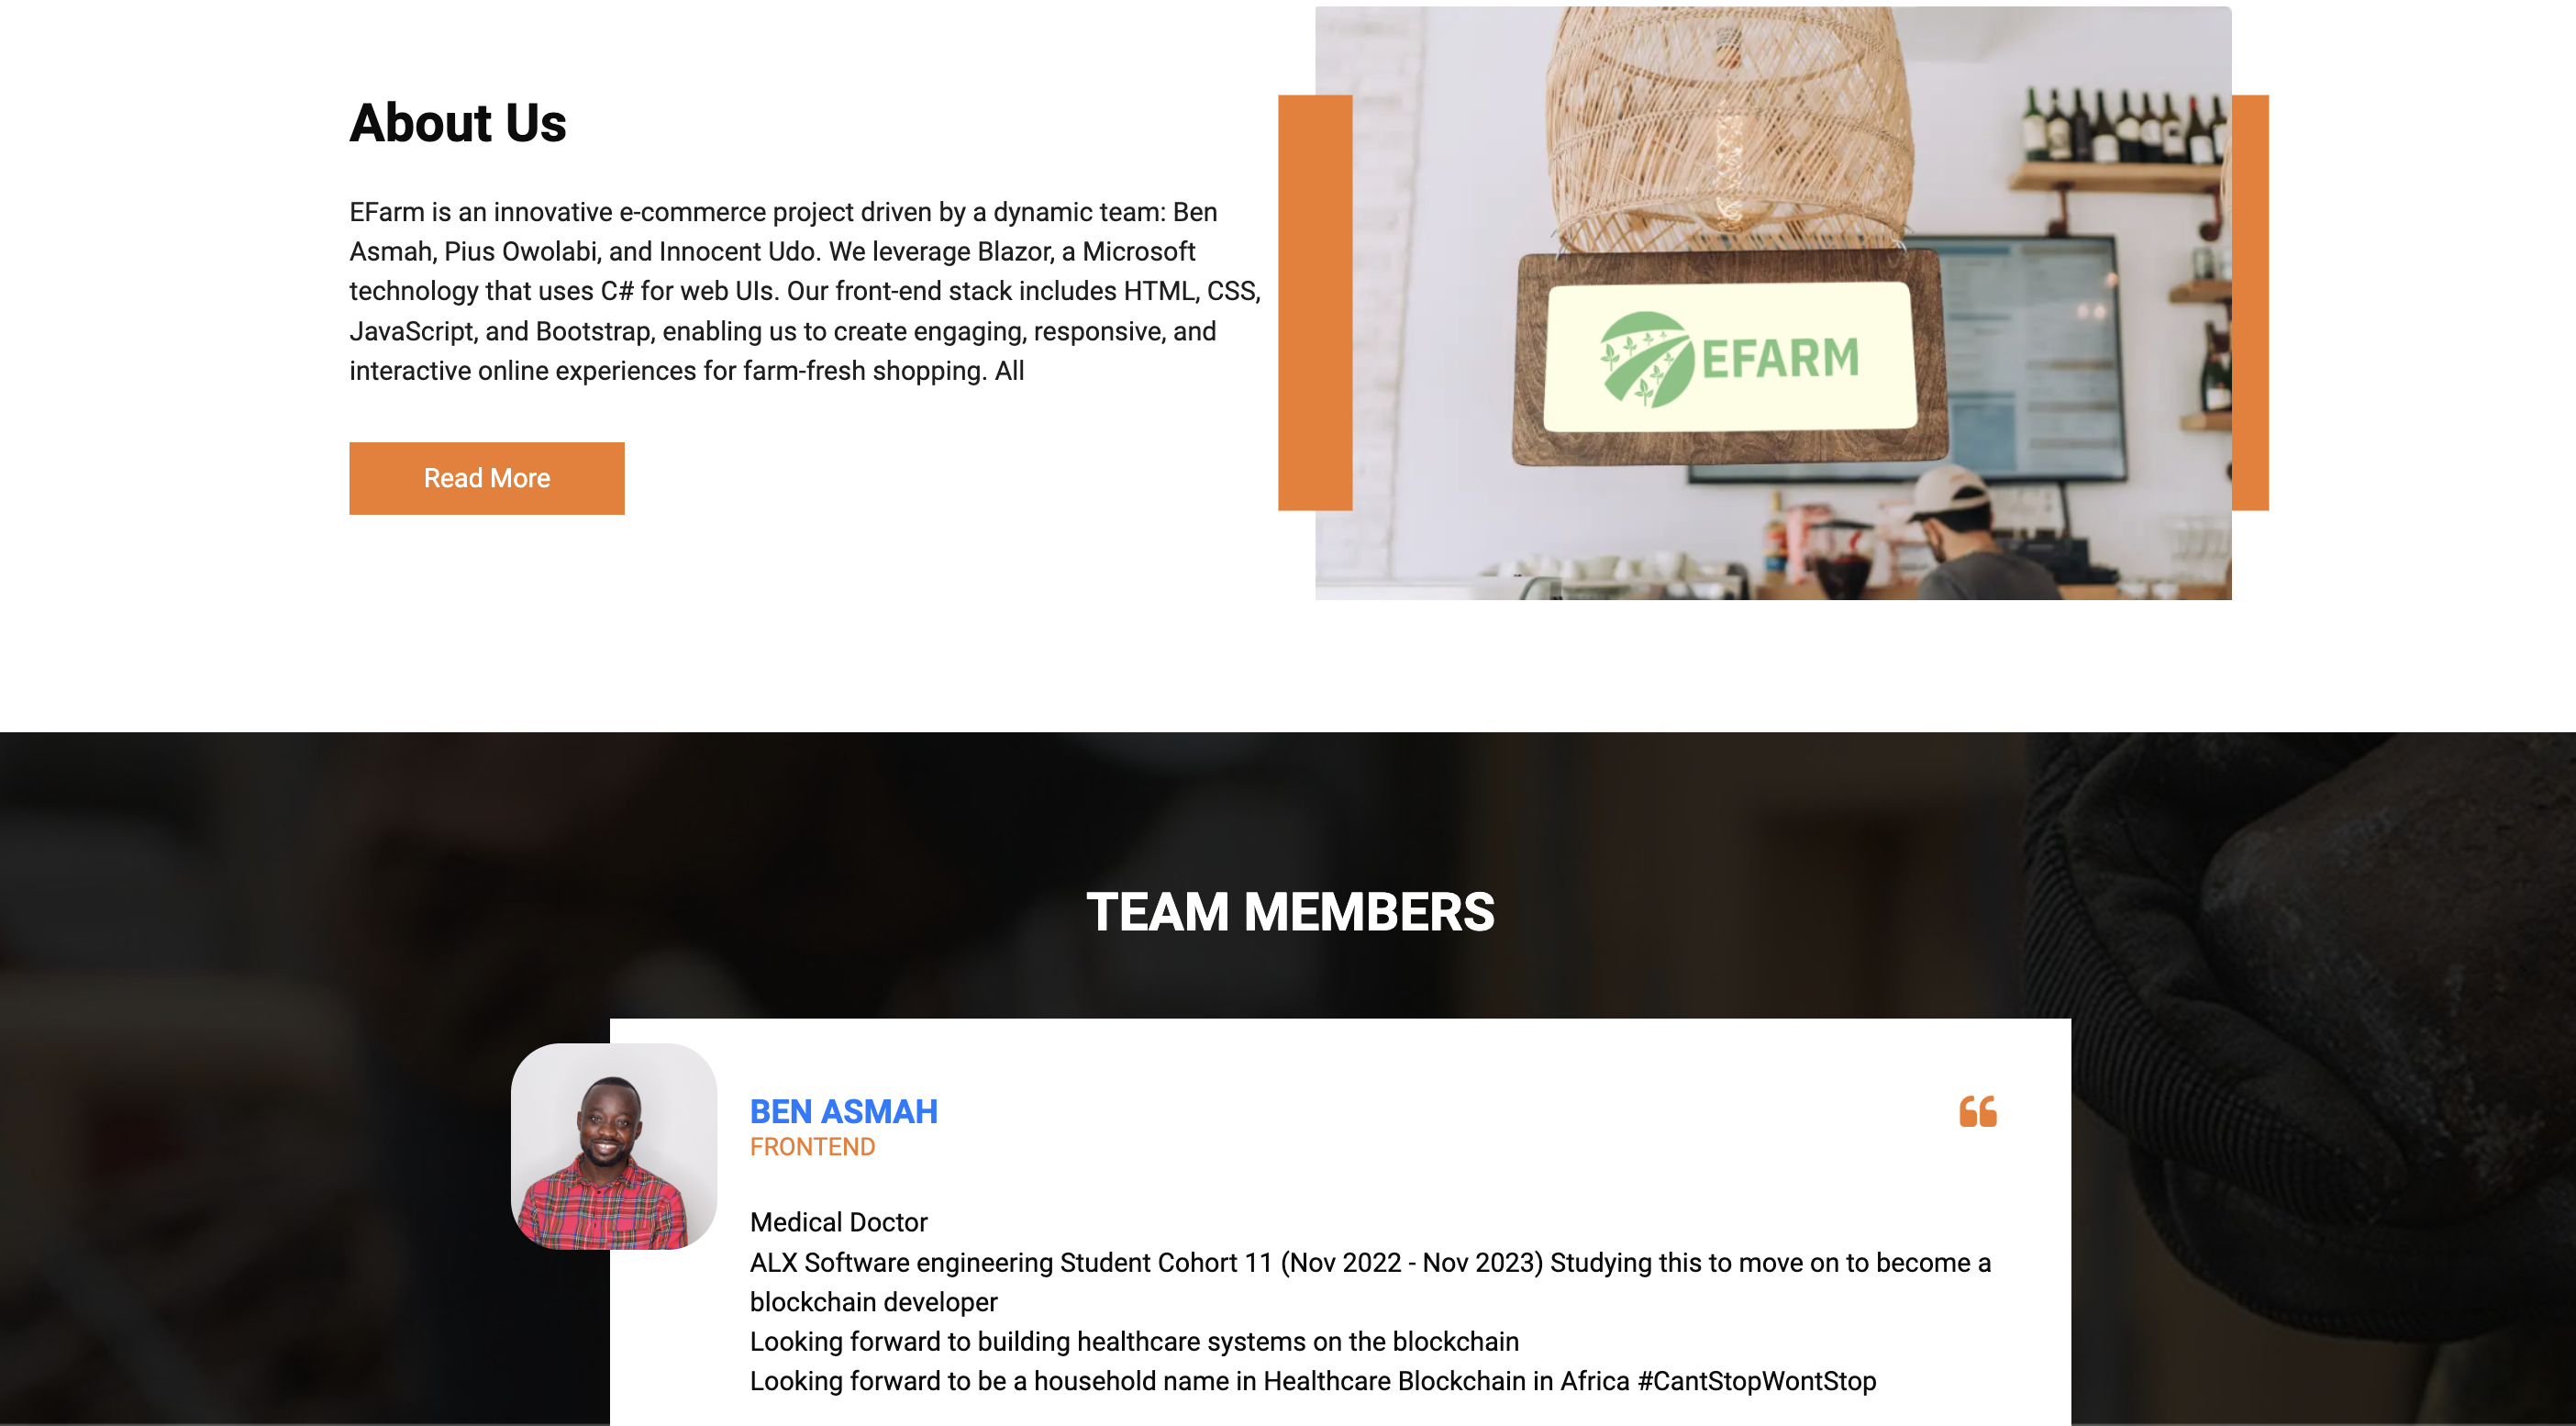 About Us
EFarm is an innovative e-commerce project driven by a dynamic team: Ben
Asmah, Pius Owolabi, and Innocent Udo. We leverage Blazor, a Microsoft
technology that uses C# for web UIs. Our front-end stack includes HTML, CSS,
JavaScript, and Bootstrap, enabling us to create engaging, responsive, and
interactive online experiences for farm-fresh shopping. All
Read More
EFARM
TEAM MEMBERS
BEN ASMAH
FRONTEND
Medical Doctor
ALX Software engineering Student Cohort 11 (Nov 2022 - Nov 2023) Studying this to move on to become a
blockchain developer
Looking forward to building healthcare systems on the blockchain
Looking forward to be a household name in Healthcare Blockchain in Africa #CantStopWontStop